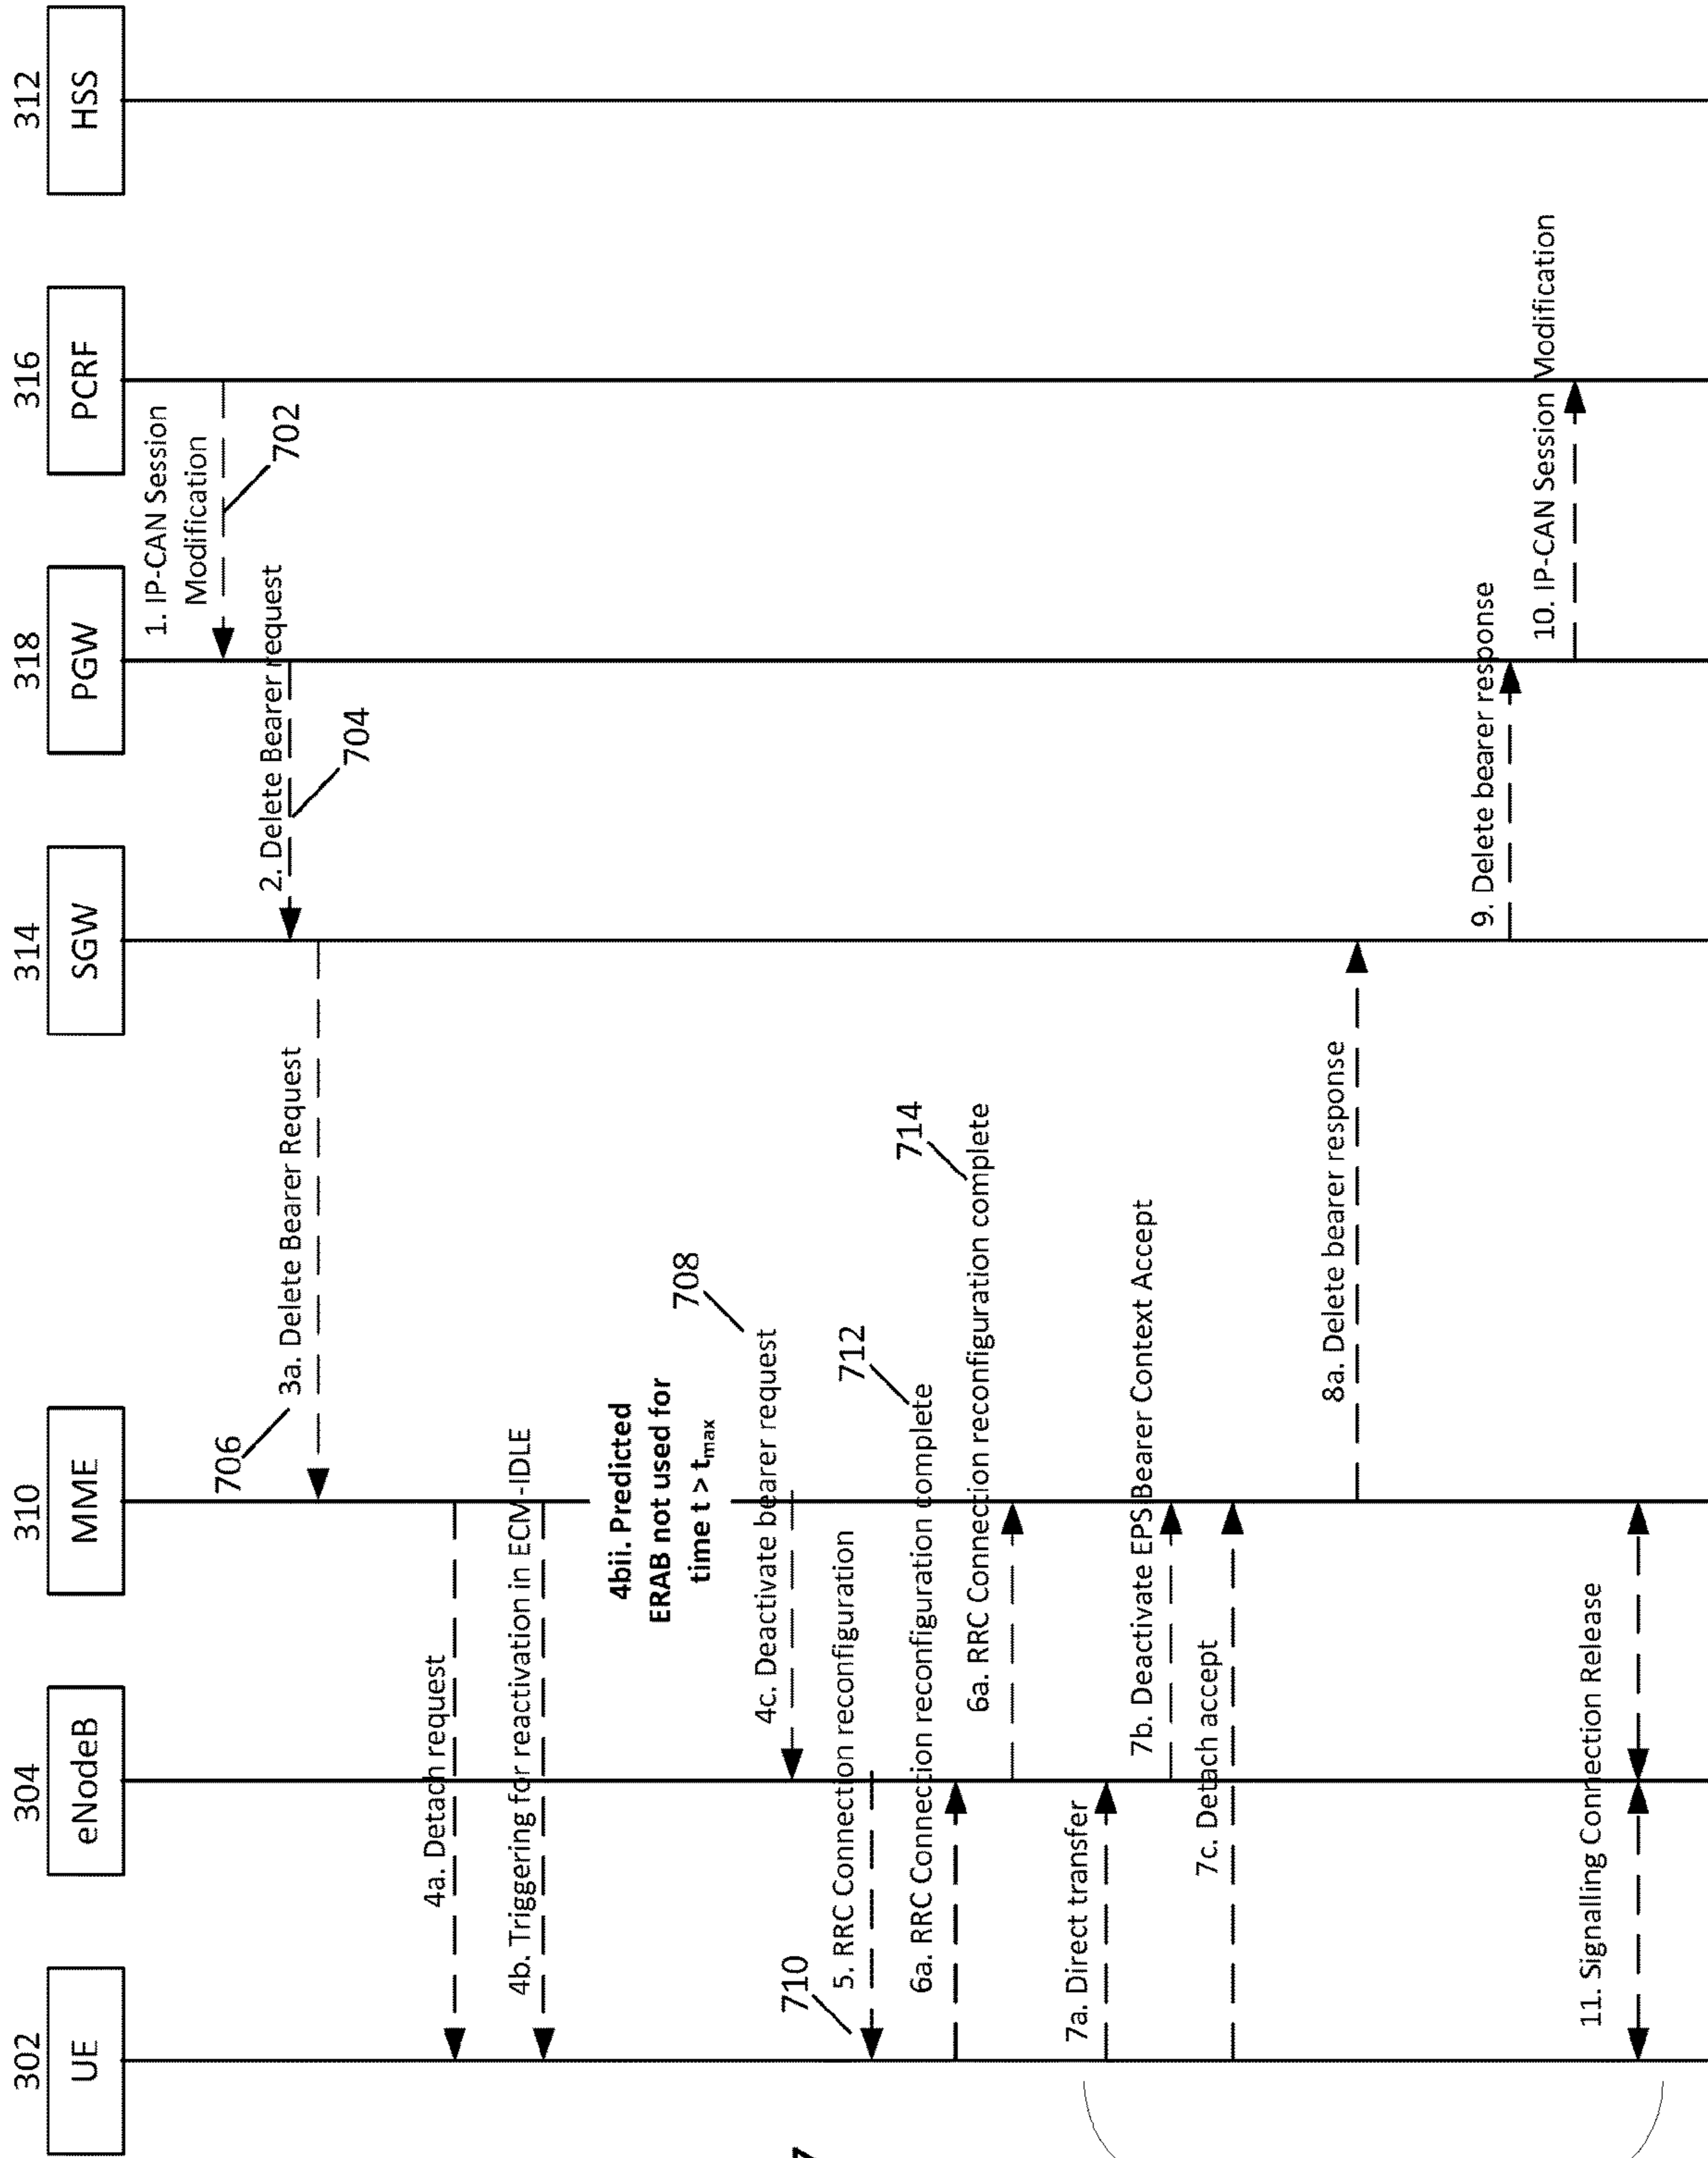 302
UE
304
eNodeB
310
MME
314
SGW
318
PGW
316
PCRF
312
HSS
1. IP-CAN Session
Modification
702
2. Delete Bearer request
704
706
3a. Delete Bearer Request
4a. Detach request
4b. Triggering for reactivation in ECM-IDLE
4bii. Predicted
ERAB not used for
time t > tmax
708
4c. Deactivate bearer request
710
5. RRC Connection reconfiguration
712
6a. RRC Connection reconfiguration complete
714
6a. RRC Connection reconfiguration complete
7a. Direct transfer
7b. Deactivate EPS Bearer Context Accept
7c. Detach accept
8a. Delete bearer response
9. Delete bearer response
10. IP-CAN Session Modification
11. Signalling Connection Release